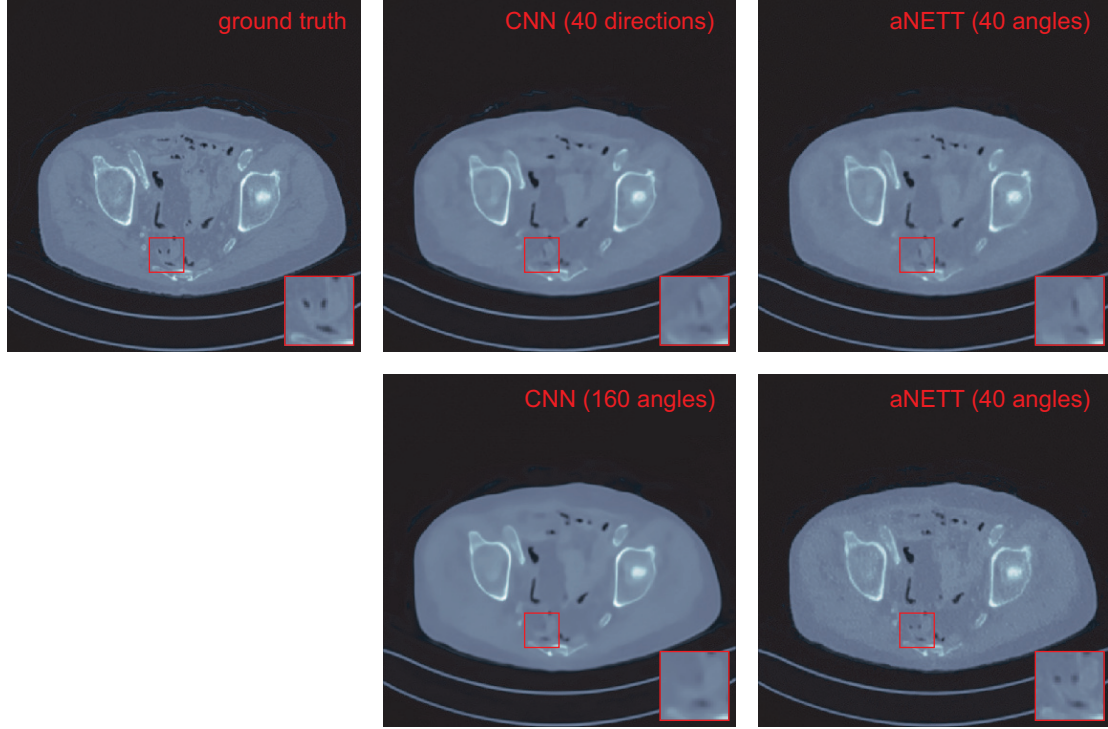 ground truth
CNN (40 directions)
aNETT (40 angles)
CNN (160 angles)
aNETT (40 angles)